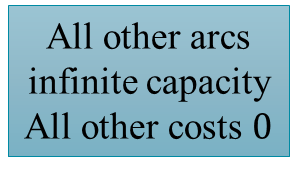 All other arcs
infinite capacity
All other costs 0